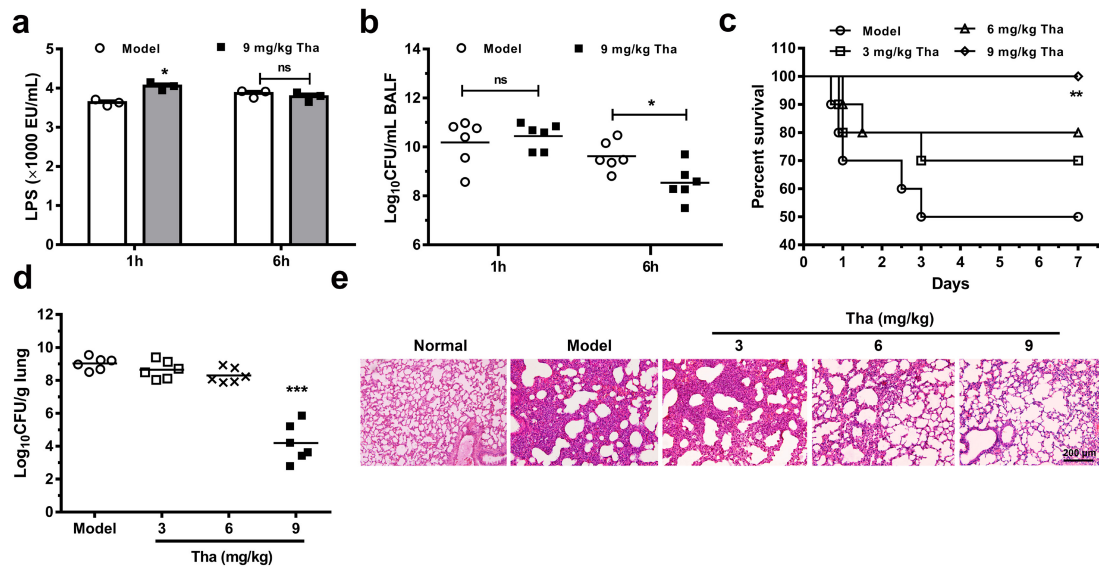 a
Model
9 mg/kg Tha
LPS (×1000 EU/mL)
5
4
3
2
1
0
*
ns
1h
6h
b
Model
9 mg/kg Tha
Log10CFU/mL BALF
14
12
10
8
6
ns
*
1h
6h
c
Model
6 mg/kg Tha
3 mg/kg Tha
9 mg/kg Tha
Percent survival
100
90
80
70
60
50
40
**
0
1
2
3
4
5
6
7
Days
d
Log10CFU/g lung
12
10
8
6
4
2
0
***
Model
3
6
9
Tha (mg/kg)
e
Tha (mg/kg)
Normal
Model
3
6
9
200 μm